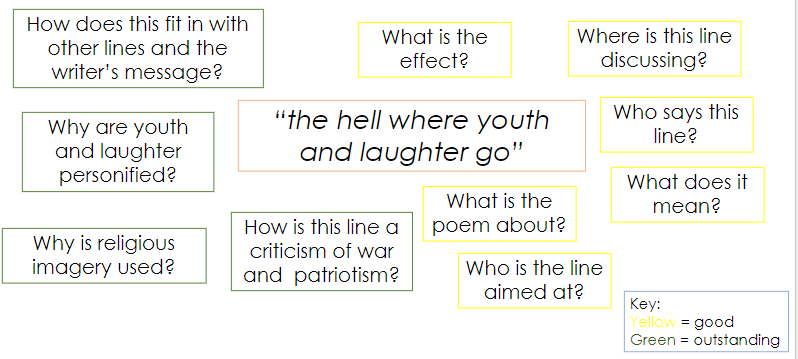 How does this fit in with
other lines and the
writer's message?
What is the
effect?
Where is this line
discussing?
Why are youth
and laughter
personified?
“the hell where youth
and laughter go”
Who says this
line?
What does it
mean?
What is the
poem about?
How is this line a
criticism of war
and patriotism?
Why is religious
imagery used?
Who is the line
aimed at?
Key:
Yellow = good
Green = outstanding